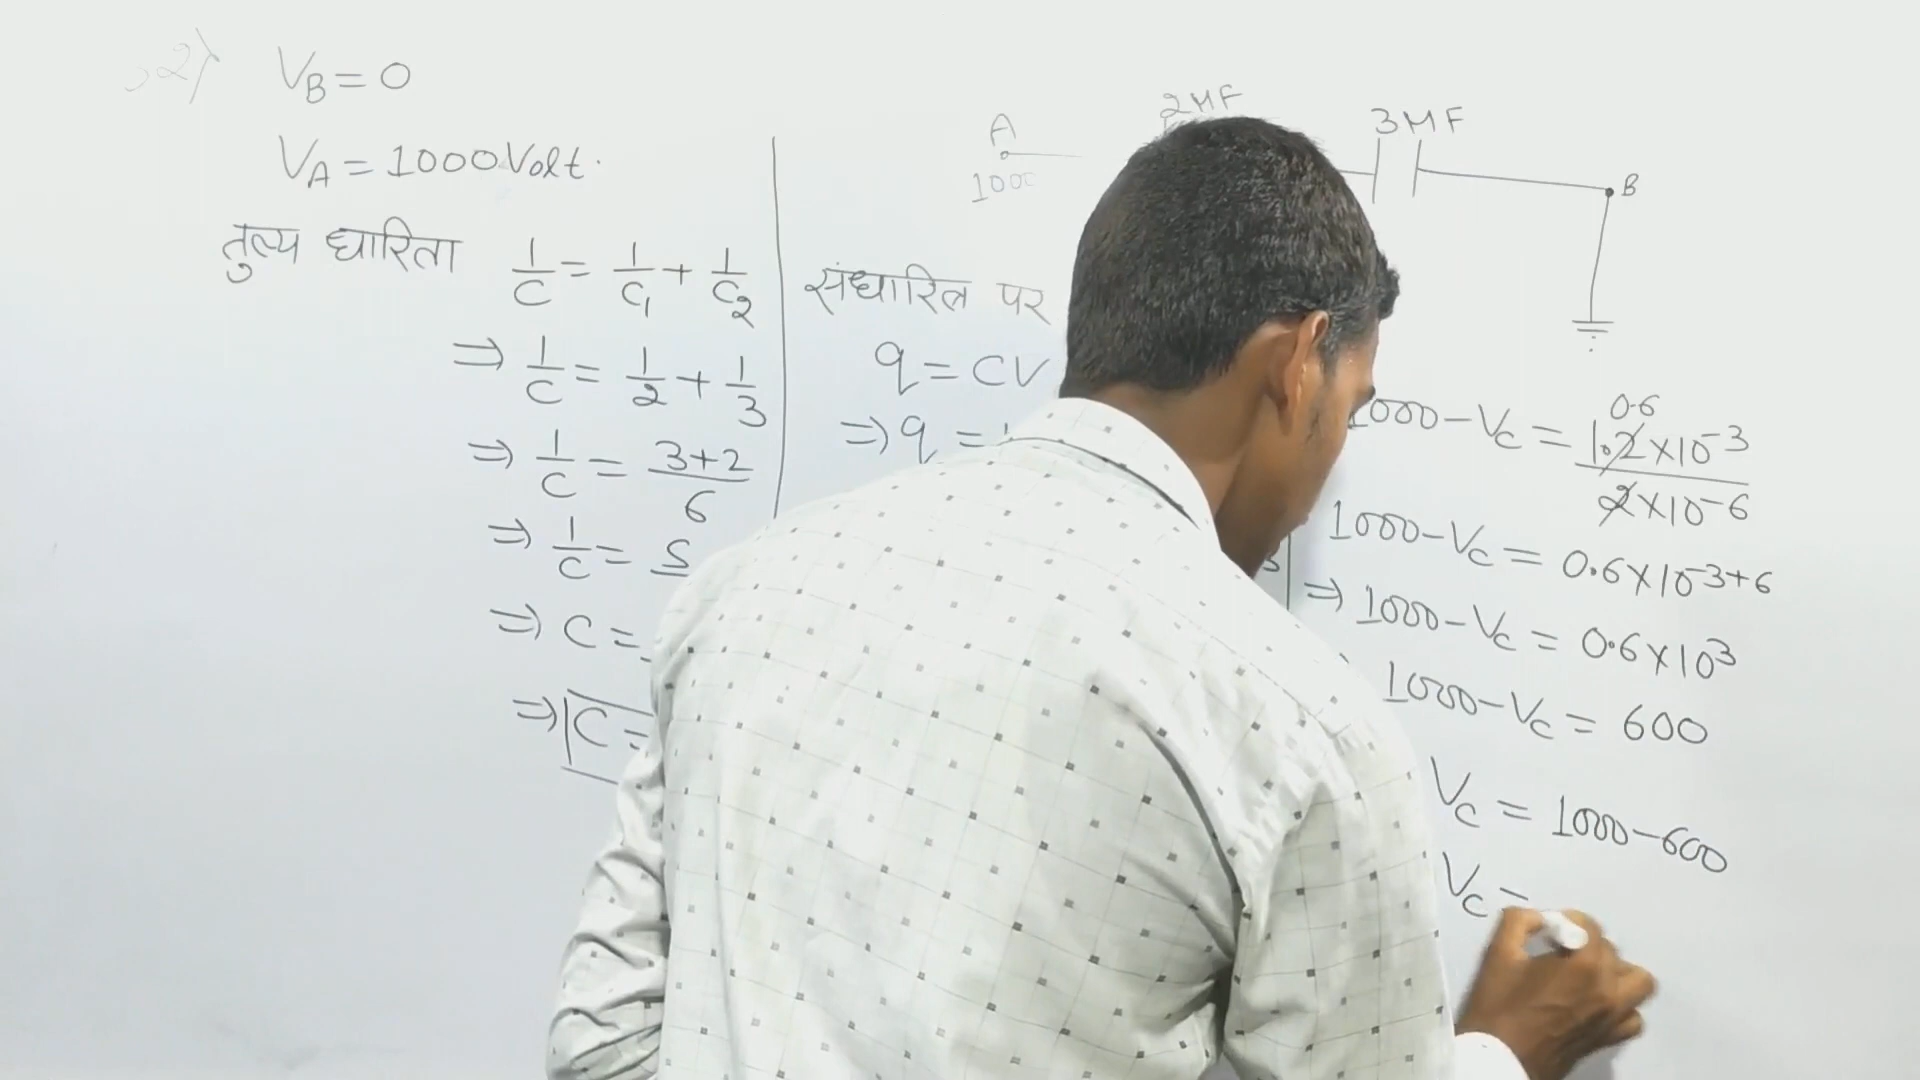 2)
V_B = 0
V_A = 1000 Volt.
तुल्य धारिता 1/C = 1/C₁ + 1/C₂
⇒ 1/C = 1/2 + 1/3
⇒ 1/C = 3+2/6
⇒ 1/C = 5
⇒ C =
⇒ C =
संधारित्र पर
q = CV
⇒ q =
2MF
3MF
A
1000
B
1000 - V_C = 1.2×10⁻³/2×10⁻⁶
0.6
1000 - V_C = 0.6×10⁻³⁺⁶
⇒ 1000 - V_C = 0.6×10³
1000 - V_C = 600
V_C = 1000 - 600
V_C =